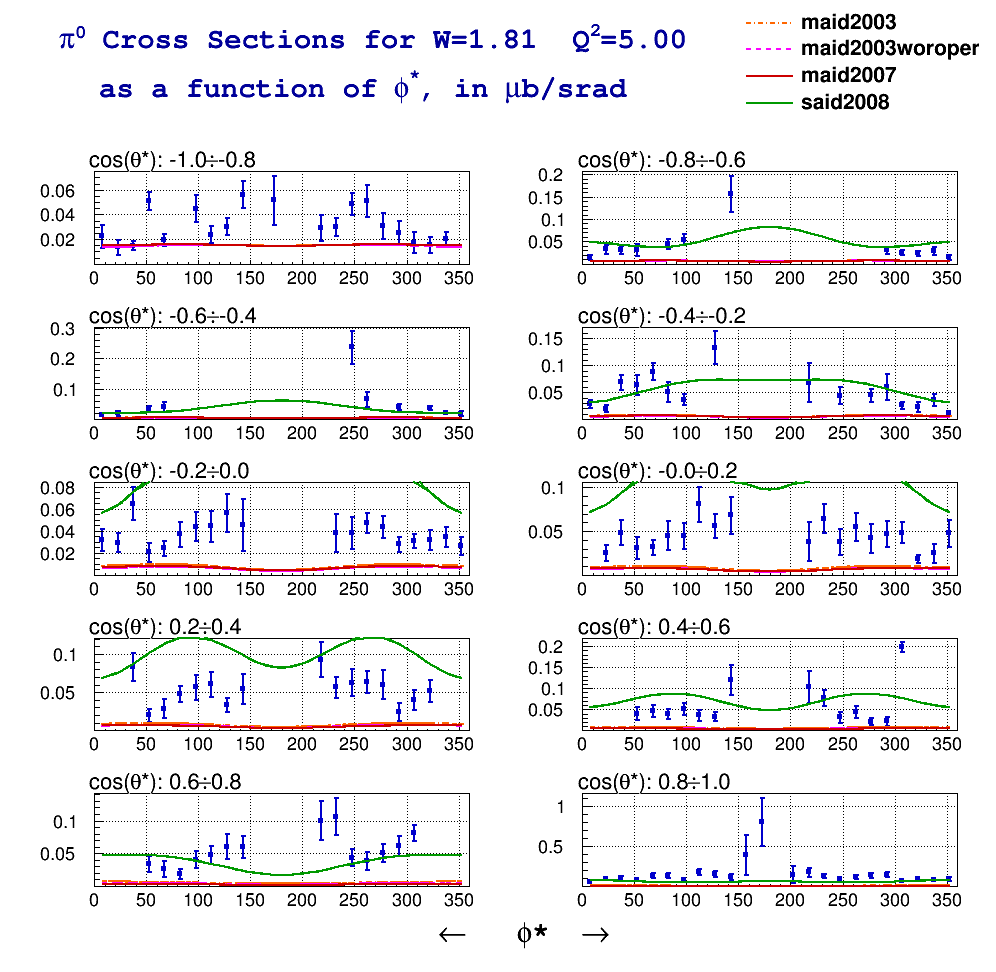 π⁰ Cross Sections for W=1.81 Q²=5.00
as a function of ϕ*, in μb/srad
maid2003
maid2003woroper
maid2007
said2008
cos(θ*): -1.0÷-0.8
0.06
0.04
0.02
0 50 100 150 200 250 300 350
cos(θ*): -0.8÷-0.6
0.2
0.15
0.1
0.05
0 50 100 150 200 250 300 350
cos(θ*): -0.6÷-0.4
0.3
0.2
0.1
0 50 100 150 200 250 300 350
cos(θ*): -0.4÷-0.2
0.15
0.1
0.05
0 50 100 150 200 250 300 350
cos(θ*): -0.2÷0.0
0.08
0.06
0.04
0.02
0 50 100 150 200 250 300 350
cos(θ*): -0.0÷0.2
0.1
0.05
0 50 100 150 200 250 300 350
cos(θ*): 0.2÷0.4
0.1
0.05
0 50 100 150 200 250 300 350
cos(θ*): 0.4÷0.6
0.2
0.15
0.1
0.05
0 50 100 150 200 250 300 350
cos(θ*): 0.6÷0.8
0.1
0.05
0 50 100 150 200 250 300 350
cos(θ*): 0.8÷1.0
1
0.5
0 50 100 150 200 250 300 350
← ϕ* →